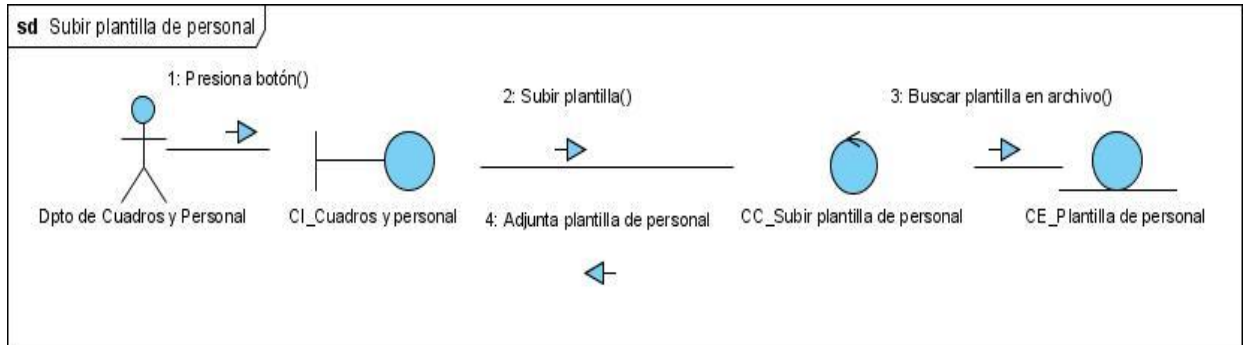 sd Subir plantilla de personal
1: Presiona botón()
2: Subir plantilla()
3: Buscar plantilla en archivo()
Dpto de Cuadros y Personal
CI_Cuadros y personal
4: Adjunta plantilla de personal
CC_Subir plantilla de personal
CE_Plantilla de personal